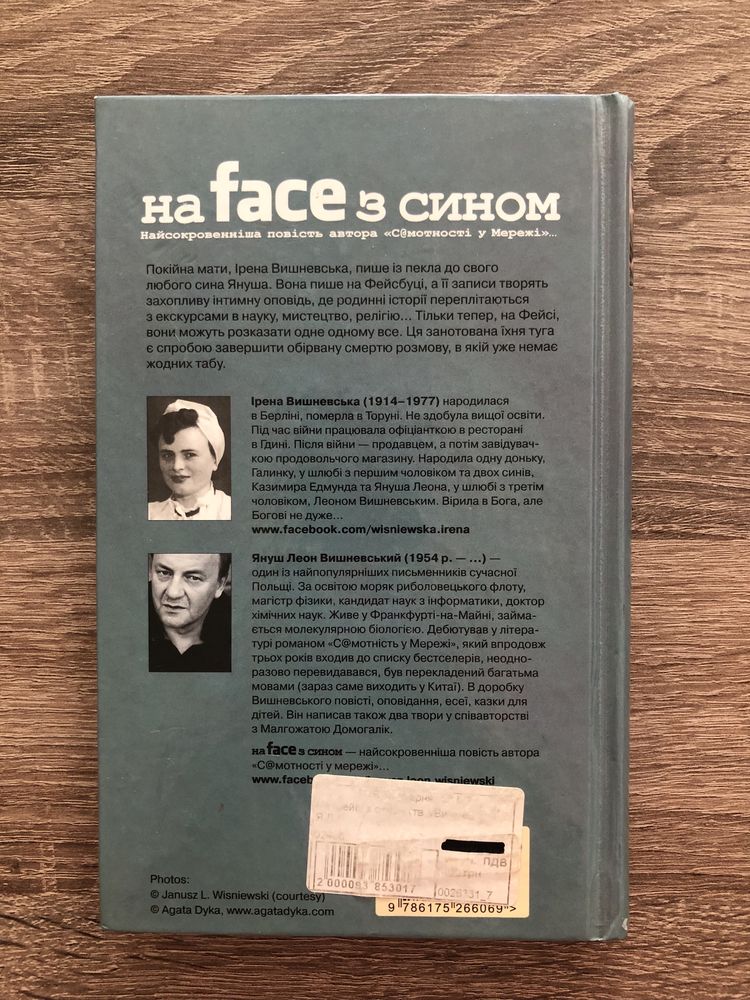 на face з сином
Найсокровенніша повість автора «С@мотності у Мережі»...
Покійна мати, Ірена Вишневська, пише із пекла до свого
любого сина Януша. Вона пише на Фейсбуці, а її записи творять
захопливу інтимну оповідь, де родинні історії переплітаються
з екскурсами в науку, мистецтво, релігію... Тільки тепер, на Фейсі,
вони можуть розказати одне одному все. Ця занотована їхня туга
є спробою завершити обірвану смертю розмову, в якій уже немає
жодних табу.
Ірена Вишневська (1914–1977) народилася
в Берліні, померла в Торуні. Не здобула вищої освіти.
Під час війни працювала офіціанткою в ресторані
в Гдині. Після війни — продавцем, а потім завідувач-
кою продовольчого магазину. Народила одну доньку,
Галинку, у шлюбі з першим чоловіком та двох синів,
Казимира Едмунда та Януша Леона, у шлюбі з третім
чоловіком, Леоном Вишневським. Вірила в Бога, але
Богові не дуже...
www.facebook.com/wisniewska.irena
Януш Леон Вишневський (1954 р. — ...) —
один із найпопулярніших письменників сучасної
Польщі. За освітою моряк риболовецького флоту,
магістр фізики, кандидат наук з інформатики, доктор
хімічних наук. Живе у Франкфурті-на-Майні, займа-
ється молекулярною біологією. Дебютував у літера-
турі романом «С@мотність у Мережі», який впродовж
трьох років входив до списку бестселерів, неодно-
разово перевидавався, був перекладений багатьма
мовами (зараз саме виходить у Китаї). В доробку
Вишневського повісті, оповідання, есеї, казки для
дітей. Він написав також два твори у співавторстві
з Малгожатою Домогалік.
на face з сином — найсокровенніша повість автора
«С@мотності у мережі»...
wisniewski
ПДВ
грн
2 000093 853017
9 786175 266069 >
Photos:
© Janusz L. Wisniewski (courtesy)
© Agata Dyka, www.agatadyka.com